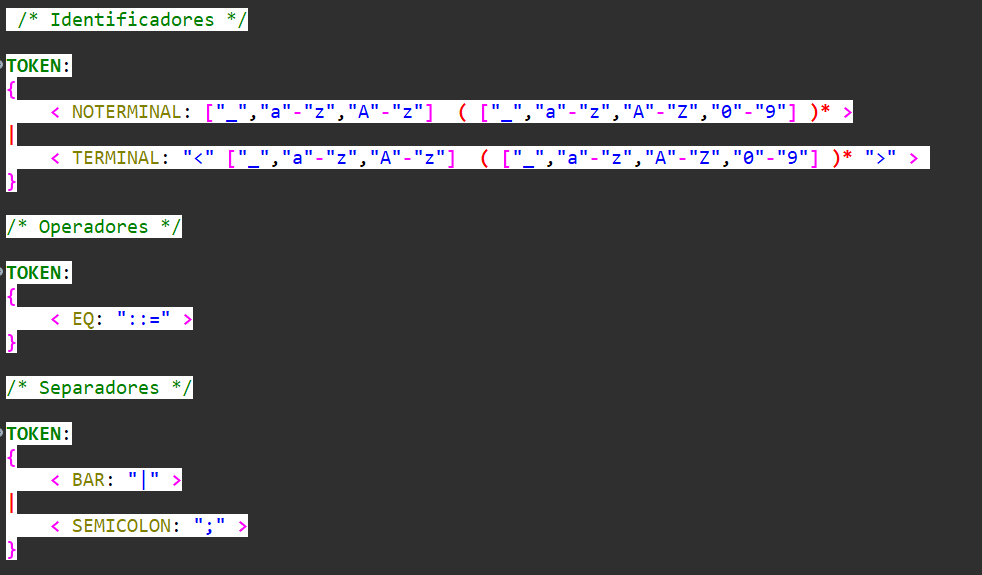 /* Identificadores */
TOKEN:
{
< NOTERMINAL: ["_","a"-"z","A"-"z"] ( ["_","a"-"z","A"-"Z","0"-"9"] )* >
|
< TERMINAL: "<" ["_","a"-"z","A"-"z"] ( ["_","a"-"z","A"-"Z","0"-"9"] )* ">" >
}
/* Operadores */
TOKEN:
{
< EQ: "::=" >
}
/* Separadores */
TOKEN:
{
< BAR: "|" >
|
< SEMICOLON: ";" >
}